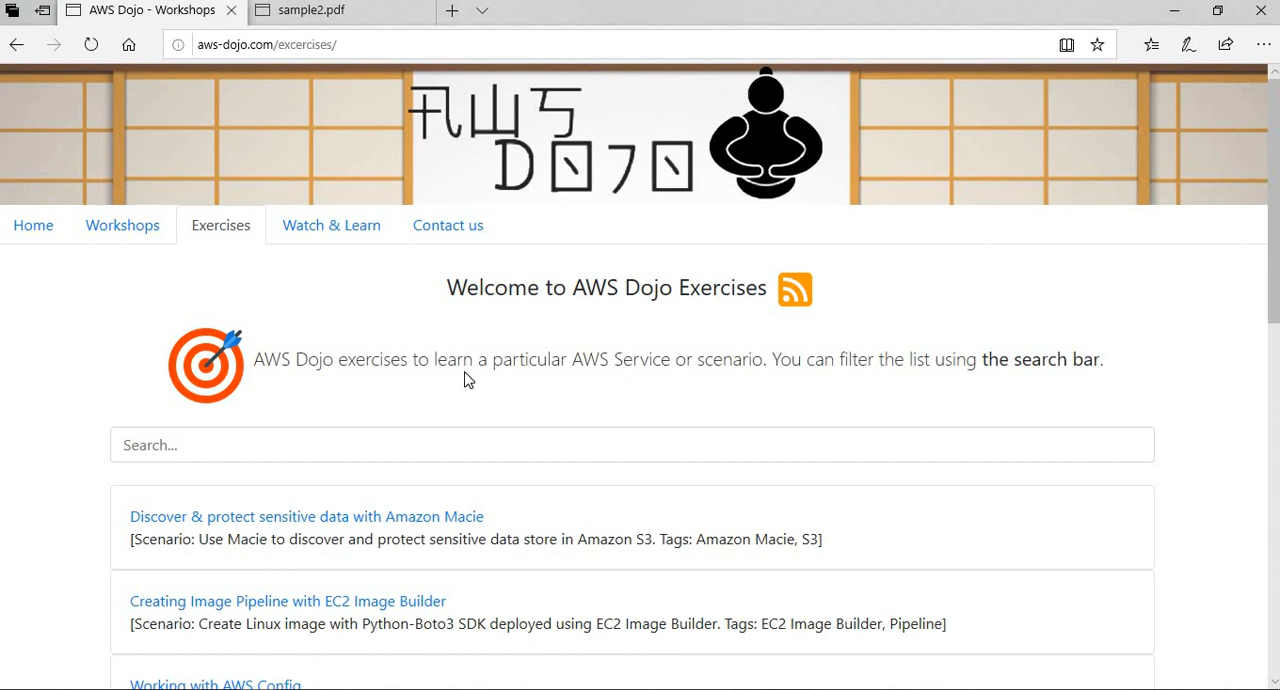 AWS Dojo - Workshops
sample2.pdf
aws-dojo.com/excercises/
AWS
DOJO
Home
Workshops
Exercises
Watch & Learn
Contact us
Welcome to AWS Dojo Exercises
AWS Dojo exercises to learn a particular AWS Service or scenario. You can filter the list using the search bar.
Search...
Discover & protect sensitive data with Amazon Macie
[Scenario: Use Macie to discover and protect sensitive data store in Amazon S3. Tags: Amazon Macie, S3]
Creating Image Pipeline with EC2 Image Builder
[Scenario: Create Linux image with Python-Boto3 SDK deployed using EC2 Image Builder. Tags: EC2 Image Builder, Pipeline]
Working with AWS Config